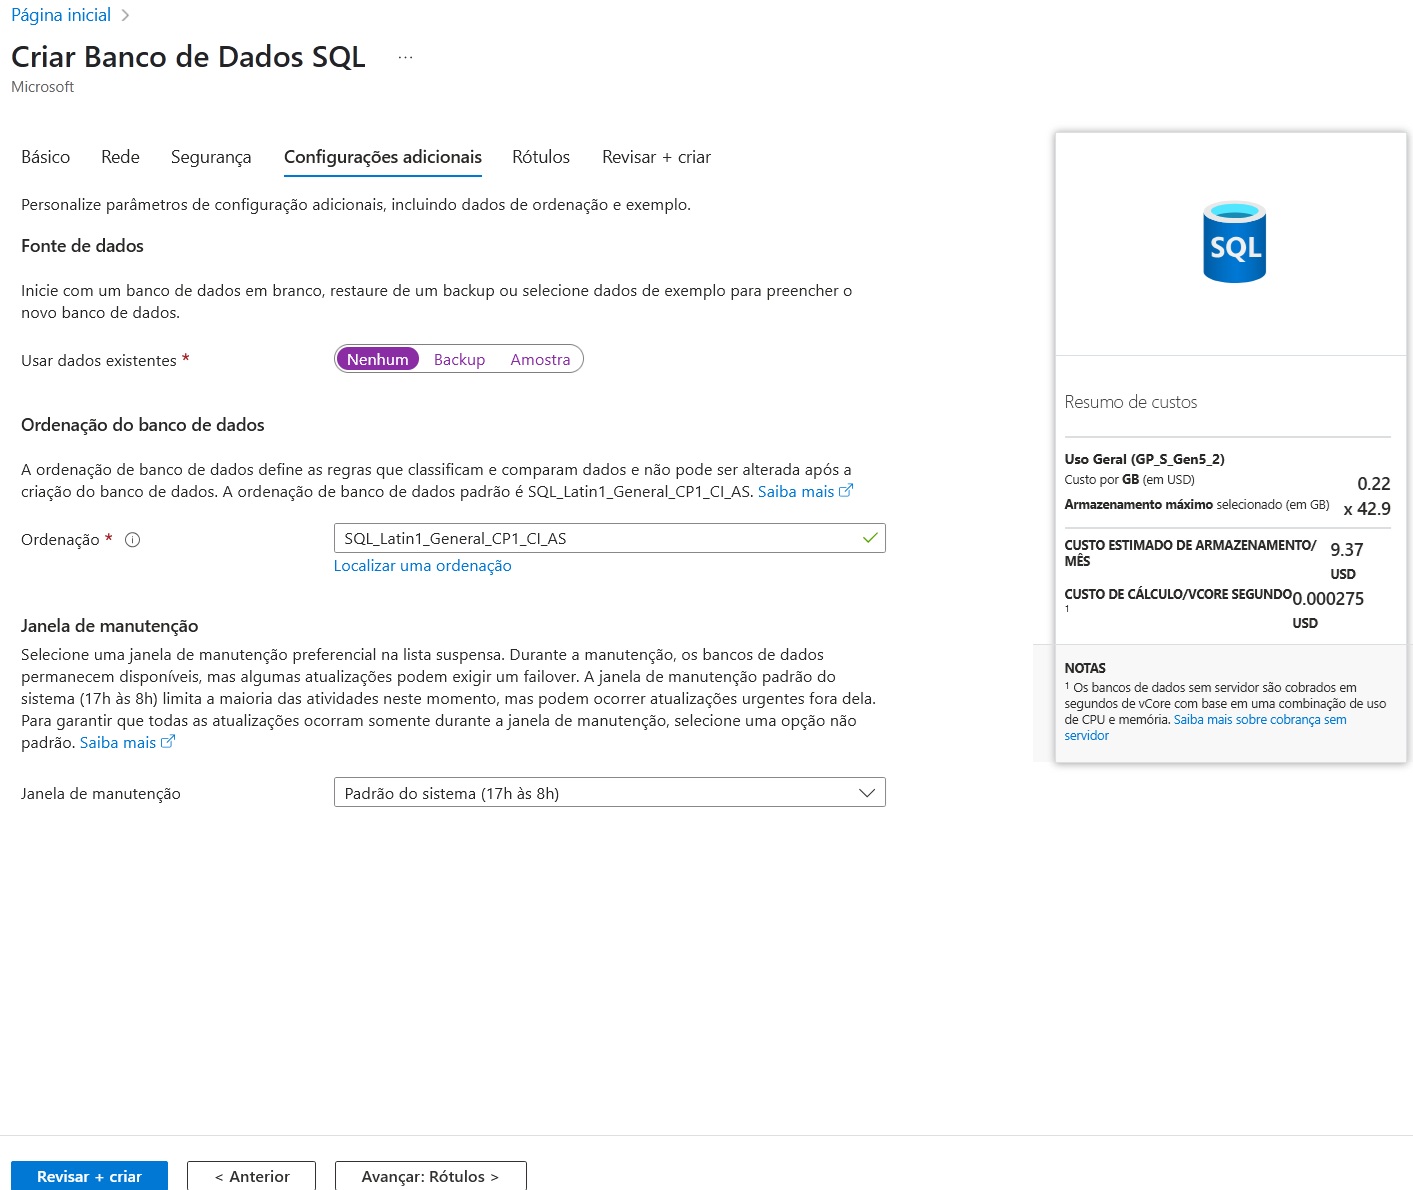 Página inicial
Criar Banco de Dados SQL ...
Microsoft
Básico Rede Segurança Configurações adicionais Rótulos Revisar + criar
Personalize parâmetros de configuração adicionais, incluindo dados de ordenação e exemplo.
Fonte de dados
Inicie com um banco de dados em branco, restaure de um backup ou selecione dados de exemplo para preencher o
novo banco de dados.
Usar dados existentes * Nenhum Backup Amostra
Ordenação do banco de dados
A ordenação de banco de dados define as regras que classificam e comparam dados e não pode ser alterada após a
criação do banco de dados. A ordenação de banco de dados padrão é SQL_Latin1_General_CP1_CI_AS. Saiba mais
Ordenação * SQL_Latin1_General_CP1_CI_AS
Localizar uma ordenação
Janela de manutenção
Selecione uma janela de manutenção preferencial na lista suspensa. Durante a manutenção, os bancos de dados
permanecem disponíveis, mas algumas atualizações podem exigir um failover. A janela de manutenção padrão do
sistema (17h às 8h) limita a maioria das atividades neste momento, mas podem ocorrer atualizações urgentes fora dela.
Para garantir que todas as atualizações ocorram somente durante a janela de manutenção, selecione uma opção não
padrão. Saiba mais
Janela de manutenção Padrão do sistema (17h às 8h)
SQL
Resumo de custos
Uso Geral (GP_S_Gen5_2)
Custo por GB (em USD) 0.22
Armazenamento máximo selecionado (em GB) x 42.9
CUSTO ESTIMADO DE ARMAZENAMENTO/ 9.37
MÊS USD
CUSTO DE CÁLCULO/VCORE SEGUNDO 0.000275
1 USD
NOTAS
1 Os bancos de dados sem servidor são cobrados em
segundos de vCore com base em uma combinação de uso
de CPU e memória. Saiba mais sobre cobrança sem
servidor
Revisar + criar < Anterior Avançar: Rótulos >